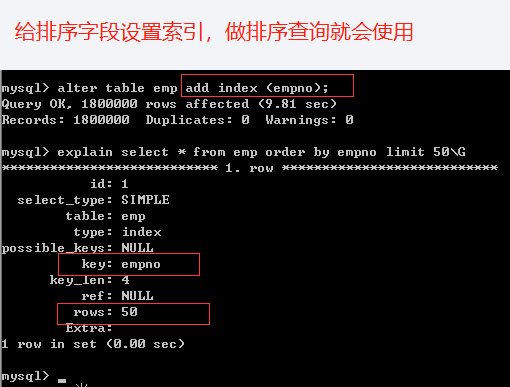 给排序字段设置索引，做排序查询就会使用
mysql> alter table emp add index (empno);
Query OK, 1800000 rows affected (9.81 sec)
Records: 1800000  Duplicates: 0  Warnings: 0
mysql> explain select * from emp order by empno limit 50\G
*************************** 1. row ***************************
id: 1
select_type: SIMPLE
table: emp
type: index
possible_keys: NULL
key: empno
key_len: 4
ref: NULL
rows: 50
Extra:
1 row in set (0.00 sec)
mysql> _